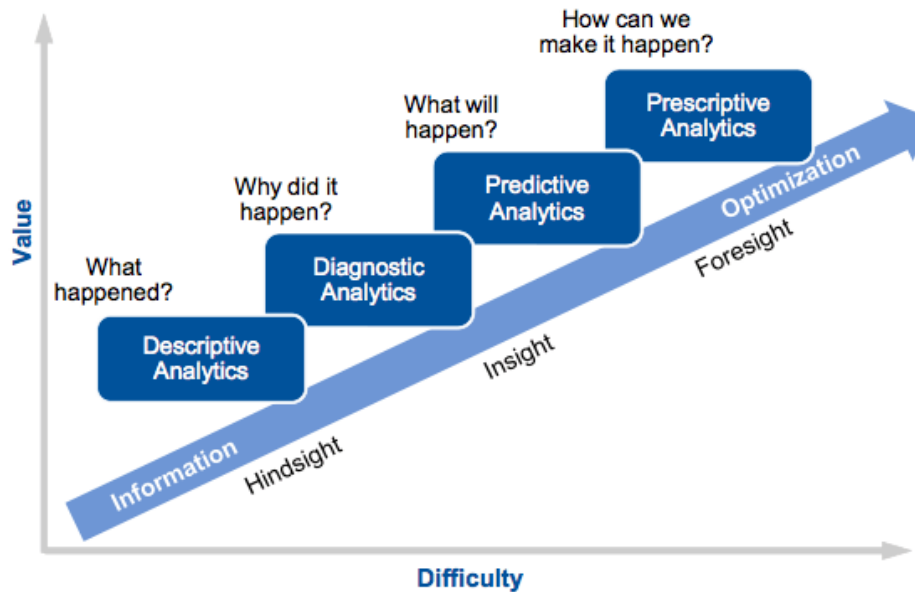 How can we
make it happen?
Prescriptive
Analytics
What will
happen?
Predictive
Analytics
Why did it
happen?
Diagnostic
Analytics
What
happened?
Descriptive
Analytics
Value
Information
Optimization
Hindsight
Insight
Foresight
Difficulty